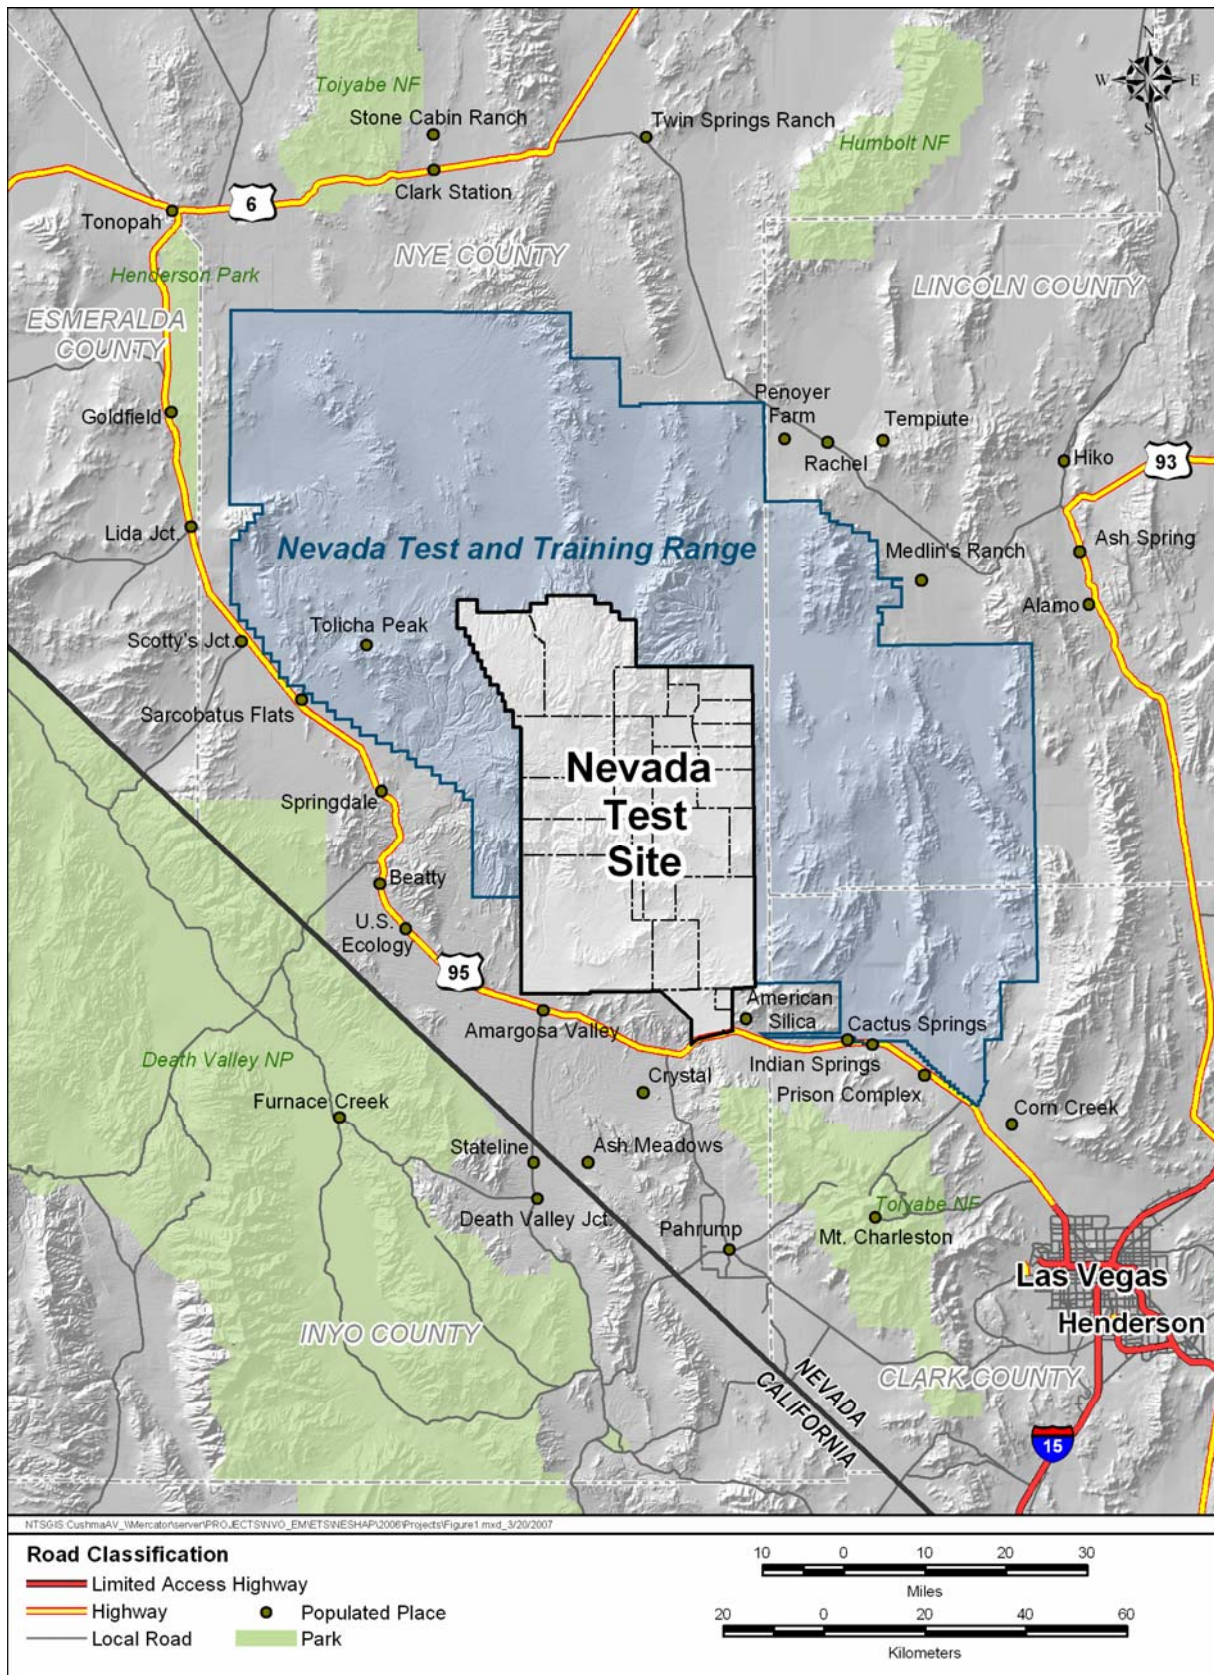 N
W E
S
Toiyabe NF
Stone Cabin Ranch
Twin Springs Ranch
Humbolt NF
Clark Station
6
Tonopah
NYE COUNTY
Henderson Park
LINCOLN COUNTY
ESMERALDA
COUNTY
Penoyer
Farm
Tempiute
Goldfield
Rachel
Hiko
93
Lida Jct.
Nevada Test and Training Range
Medlin's Ranch
Ash Spring
Alamo
Tolicha Peak
Scotty's Jct.
Sarcobatus Flats
Nevada
Test
Site
Springdale
Beatty
U.S.
Ecology
95
American
Silica
Amargosa Valley
Cactus Springs
Death Valley NP
Indian Springs
Crystal
Prison Complex
Furnace Creek
Corn Creek
Stateline
Ash Meadows
Toiyabe NF
Death Valley Jct.
Pahrump
Mt. Charleston
Las Vegas
Henderson
INYO COUNTY
CLARK COUNTY
NEVADA
CALIFORNIA
15
NTSGIS:CushmaAV_\\Mercator\server\PROJECTS\NVO_EM\ETS\NESHAP\2006\Projects\Figure1.mxd_3/20/2007
Road Classification
Limited Access Highway
Highway
Populated Place
Local Road
Park
10 0 10 20 30
Miles
20 0 20 40 60
Kilometers